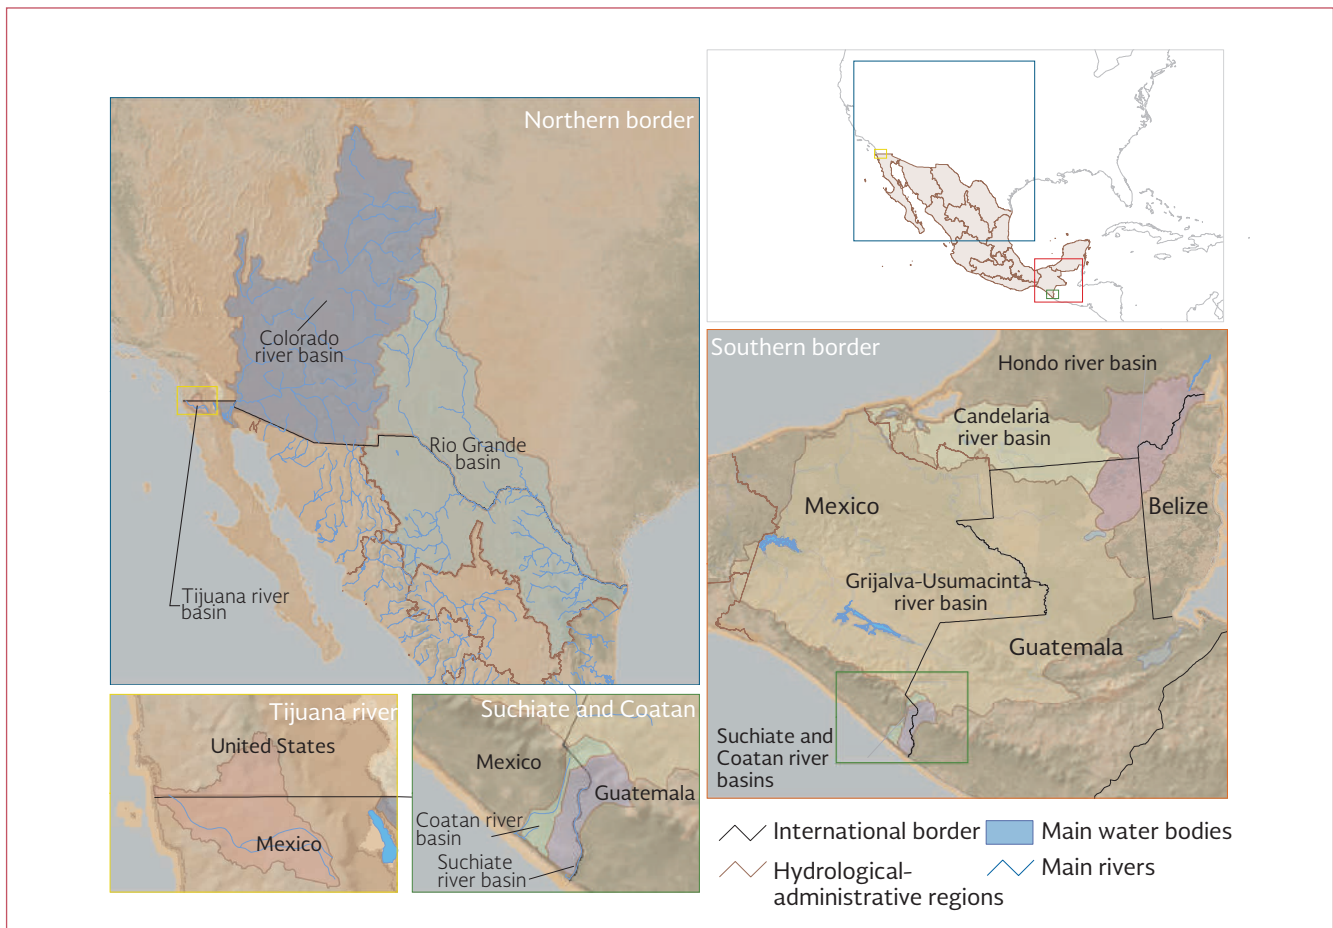 Northern border
Colorado
river basin
Rio Grande
basin
Tijuana river
basin
Southern border
Hondo river basin
Candelaria
river basin
Mexico
Belize
Grijalva-Usumacinta
river basin
Guatemala
Suchiate and
Coatan river
basins
Tijuana river
United States
Mexico
Suchiate and Coatan
Mexico
Guatemala
Coatan river
basin
Suchiate
river basin
International border
Main water bodies
Hydrological-
administrative regions
Main rivers